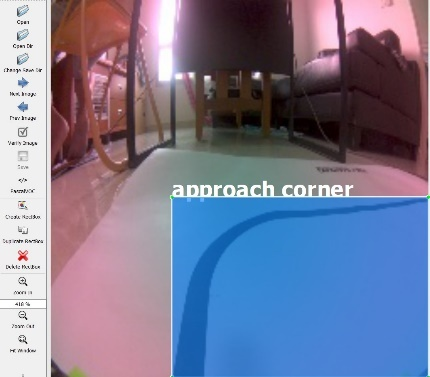 Open
Open Dir
Change Save Dir
Next Image
Prev Image
Verify Image
Save
</>
PascalVOC
Create RectBox
Duplicate RectBox
Delete RectBox
Zoom In
418 %
Zoom Out
Fit Window
approach corner